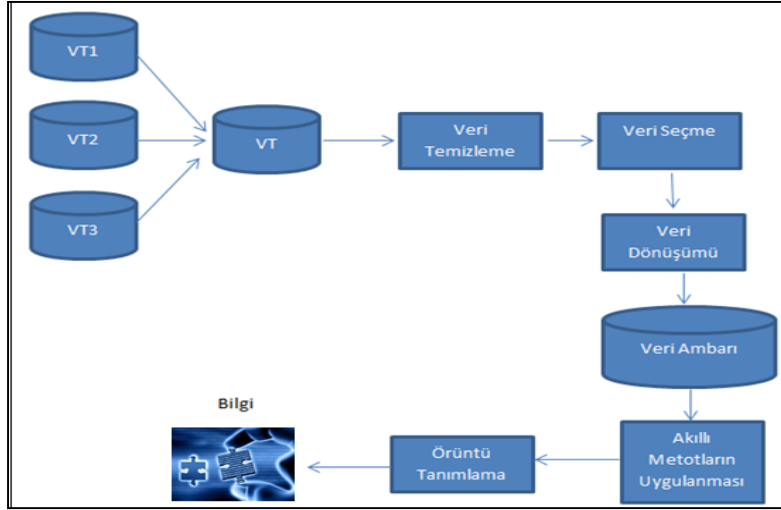 VT1
VT2
VT3
VT
Veri
Temizleme
Veri Seçme
Veri
Dönüşümü
Veri Ambarı
Akıllı
Metotların
Uygulanması
Örüntü
Tanımlama
Bilgi